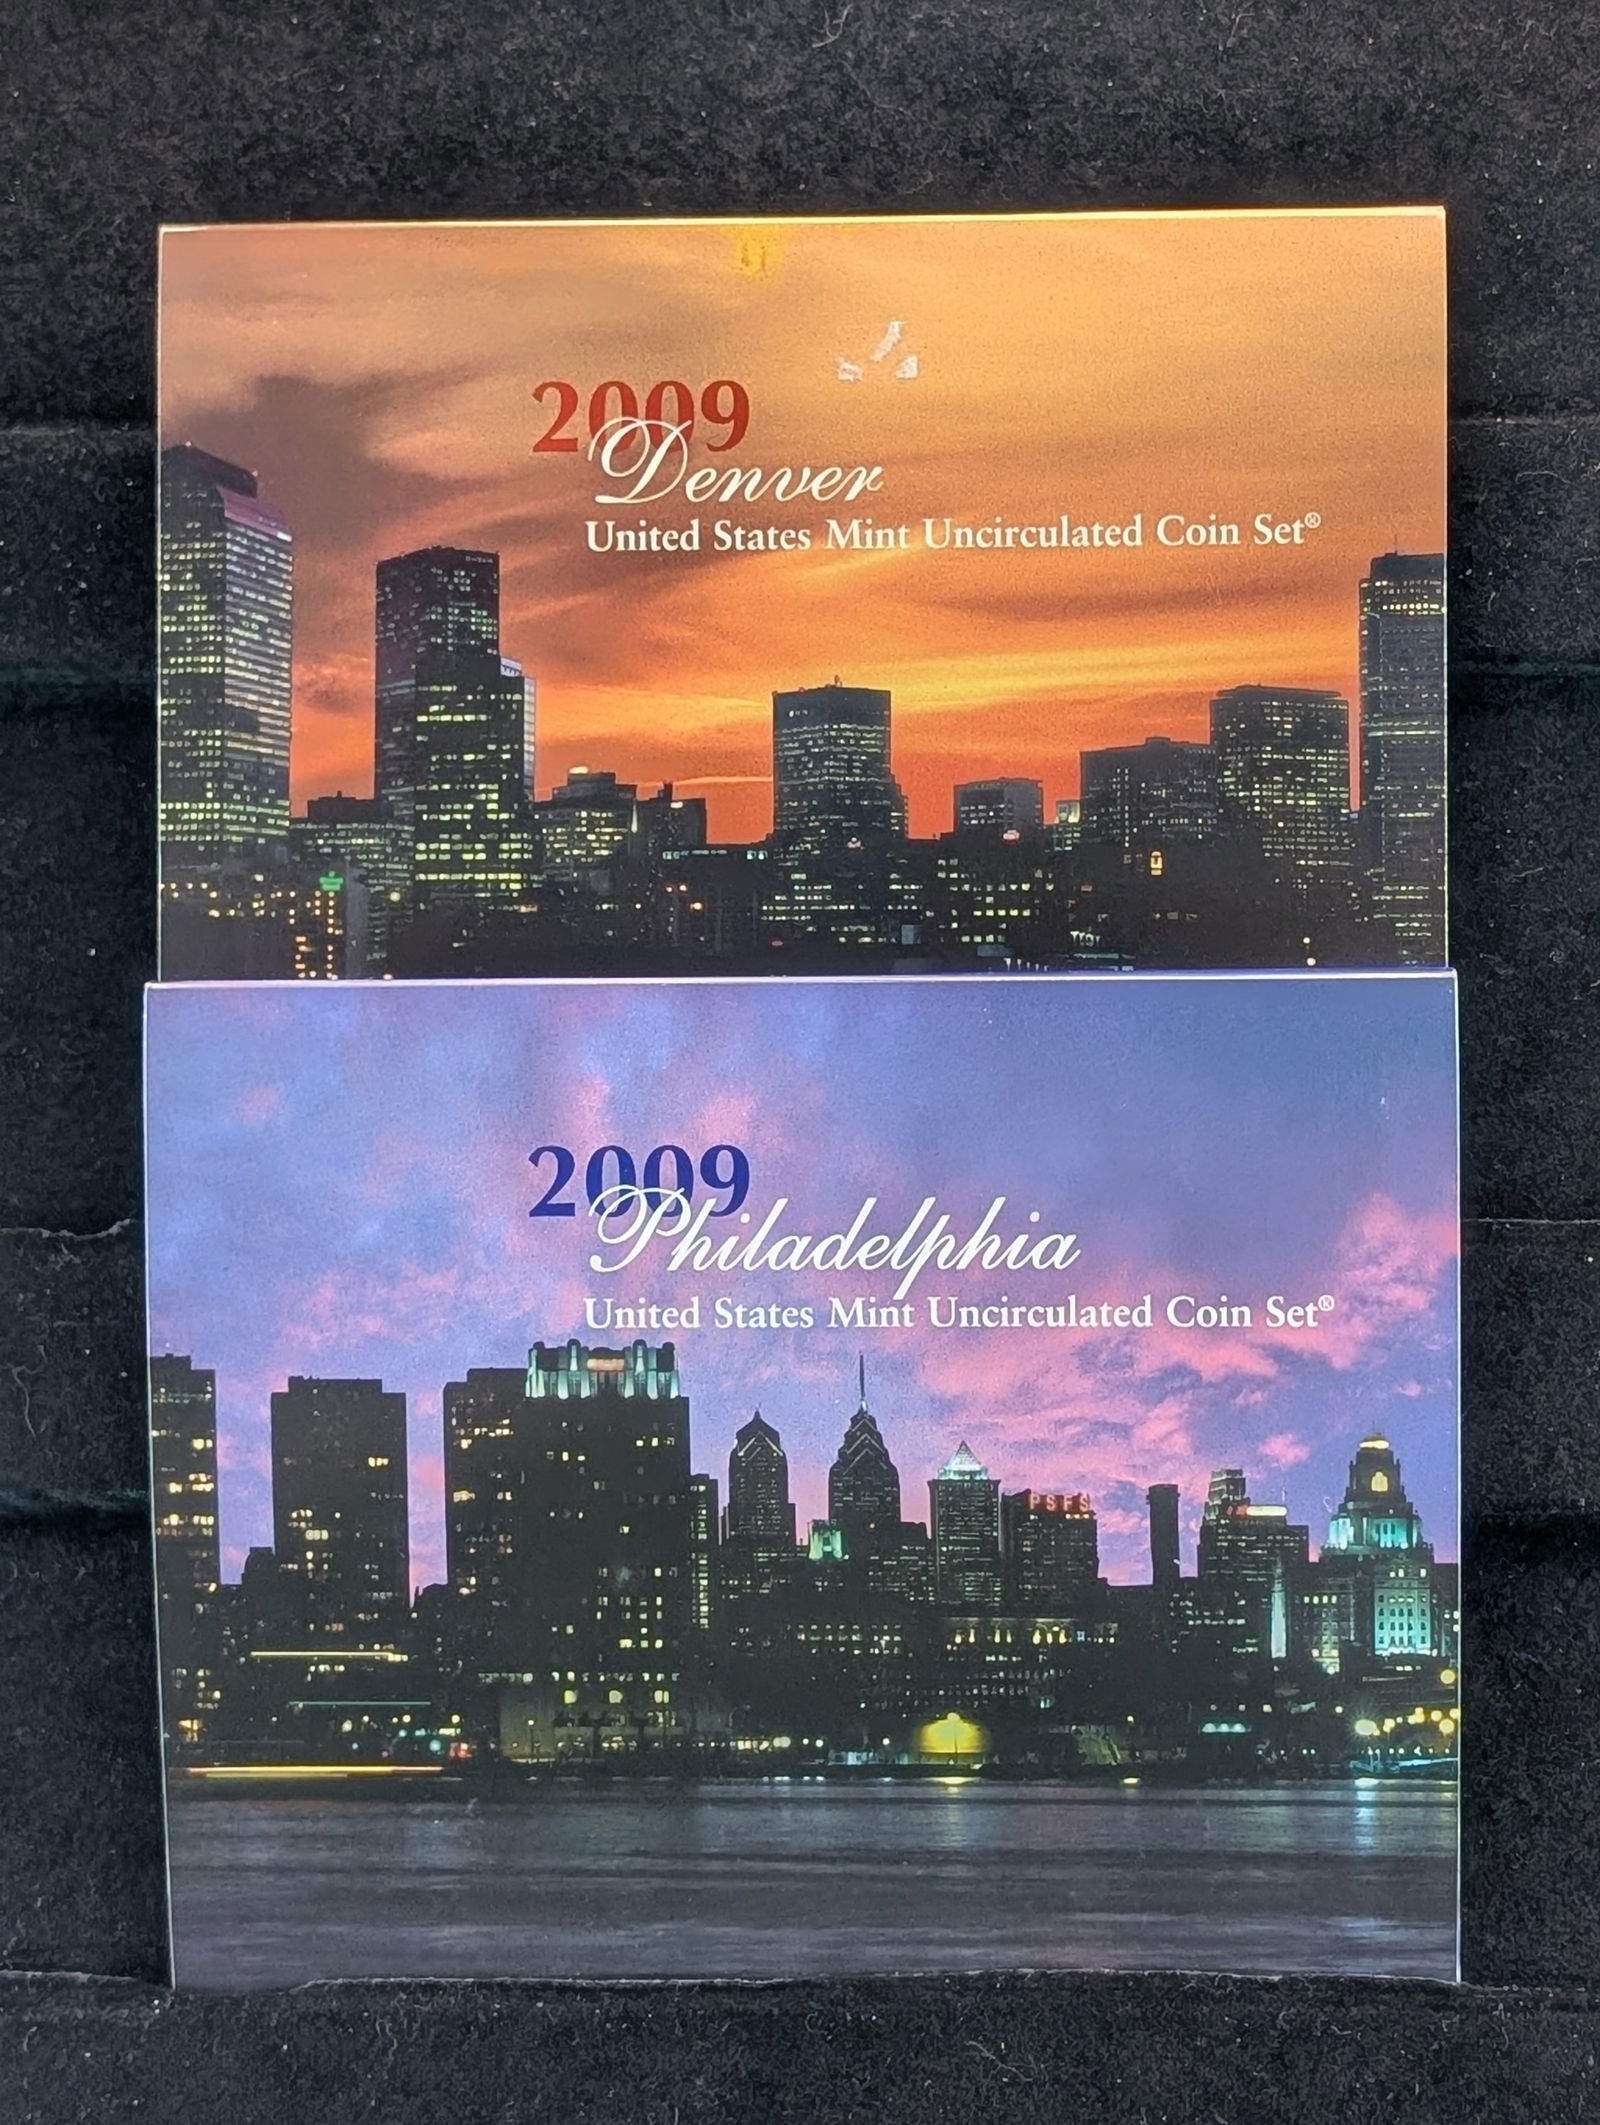 2009
Denver
United States Mint Uncirculated Coin Set®
2009
Philadelphia
United States Mint Uncirculated Coin Set®
PSFS